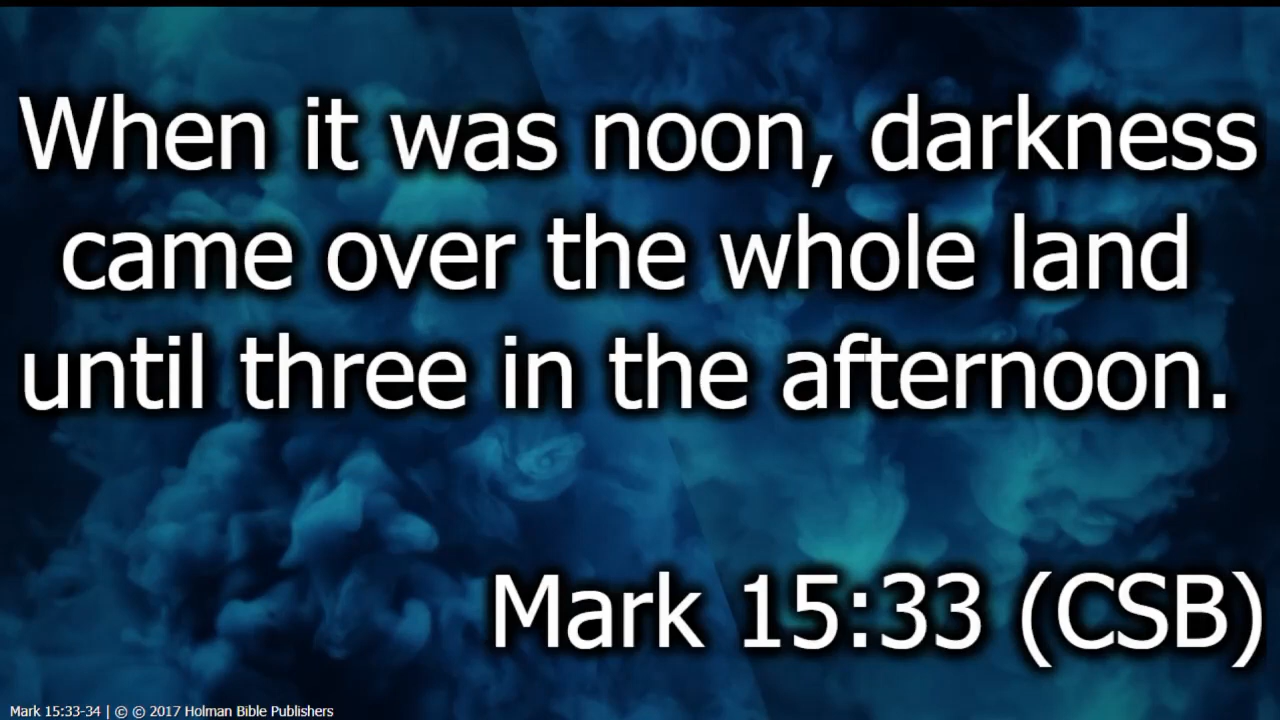 When it was noon, darkness
came over the whole land
until three in the afternoon.
Mark 15:33 (CSB)
Mark 15:33-34 | © © 2017 Holman Bible Publishers